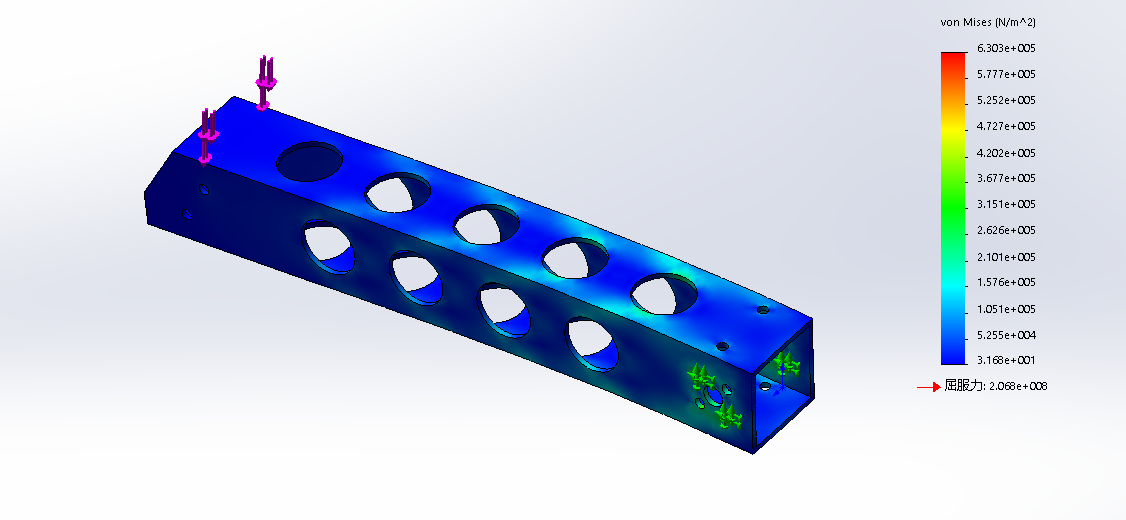 von Mises (N/m^2)
6.303e+005
5.777e+005
5.252e+005
4.727e+005
4.202e+005
3.677e+005
3.151e+005
2.626e+005
2.101e+005
1.576e+005
1.051e+005
5.255e+004
3.168e+001
屈服力: 2.068e+008